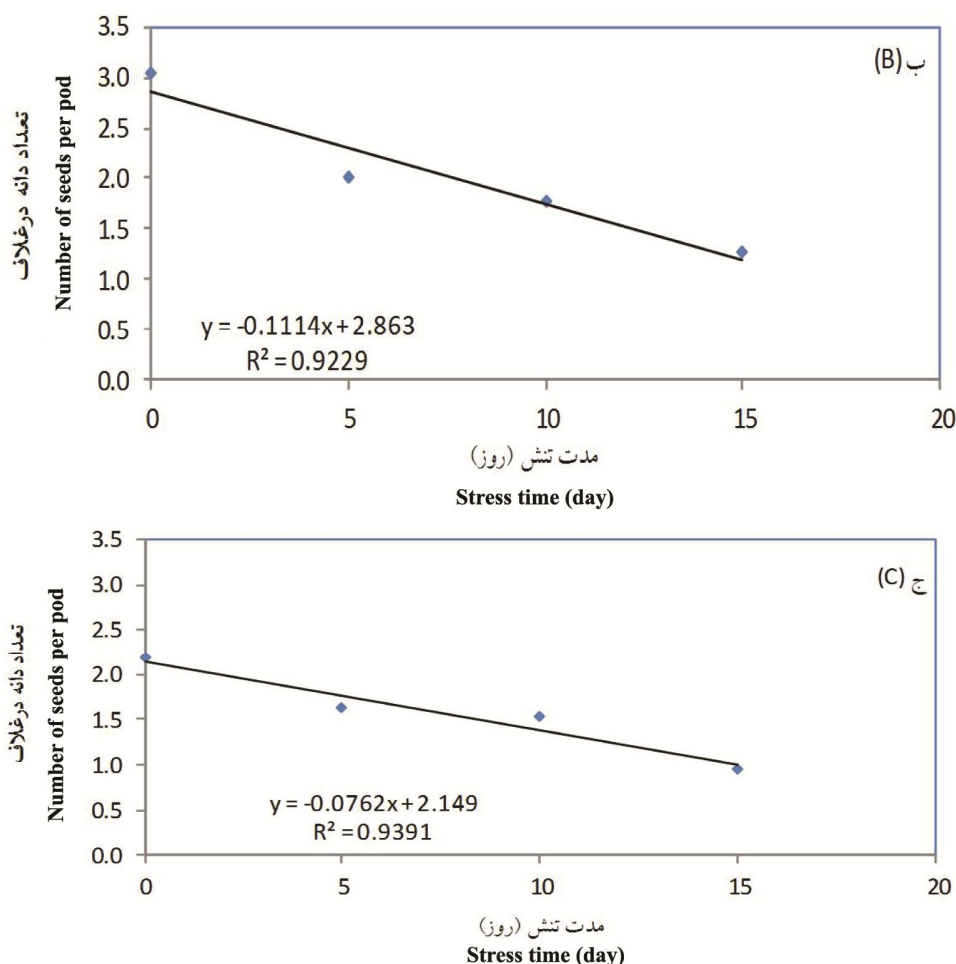 ب (B)
تعداد دانه درغلاف
Number of seeds per pod
3.5
3.0
2.5
2.0
1.5
1.0
0.5
0.0
y = -0.1114x+2.863
R² = 0.9229
0 5 10 15 20
مدت تنش (روز)
Stress time (day)
ج (C)
تعداد دانه درغلاف
Number of seeds per pod
3.5
3.0
2.5
2.0
1.5
1.0
0.5
0.0
y = -0.0762x+2.149
R² = 0.9391
0 5 10 15 20
مدت تنش (روز)
Stress time (day)